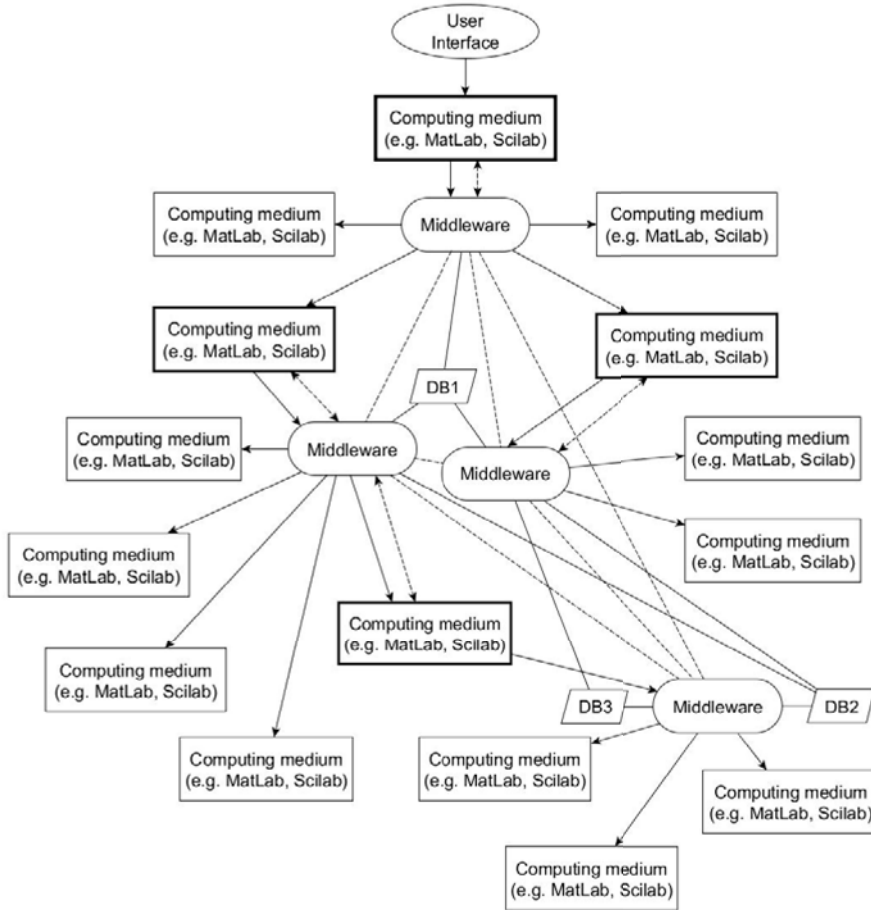 User
Interface
Computing medium
(e.g. MatLab, Scilab)
Computing medium
(e.g. MatLab, Scilab)
Middleware
Computing medium
(e.g. MatLab, Scilab)
Computing medium
(e.g. MatLab, Scilab)
Computing medium
(e.g. MatLab, Scilab)
DB1
Computing medium
(e.g. MatLab, Scilab)
Middleware
Middleware
Computing medium
(e.g. MatLab, Scilab)
Computing medium
(e.g. MatLab, Scilab)
Computing medium
(e.g. MatLab, Scilab)
Computing medium
(e.g. MatLab, Scilab)
Computing medium
(e.g. MatLab, Scilab)
DB3
Middleware
DB2
Computing medium
(e.g. MatLab, Scilab)
Computing medium
(e.g. MatLab, Scilab)
Computing medium
(e.g. MatLab, Scilab)
Computing medium
(e.g. MatLab, Scilab)